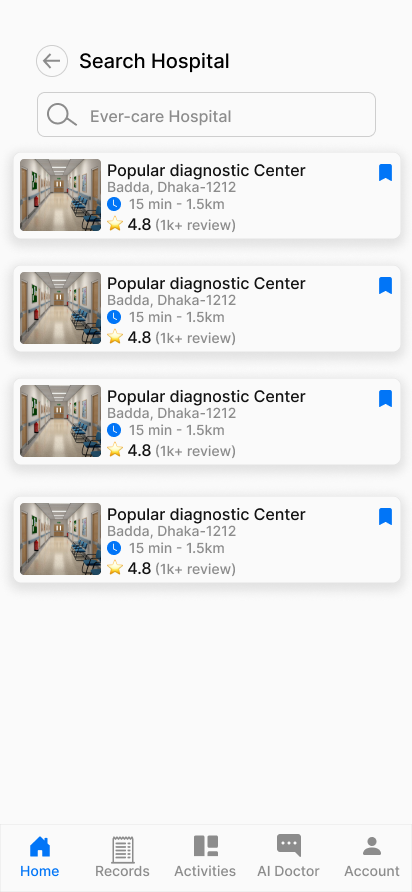 Search Hospital
Ever-care Hospital
Popular diagnostic Center
Badda, Dhaka-1212
15 min - 1.5km
4.8 (1k+ review)
Popular diagnostic Center
Badda, Dhaka-1212
15 min - 1.5km
4.8 (1k+ review)
Popular diagnostic Center
Badda, Dhaka-1212
15 min - 1.5km
4.8 (1k+ review)
Popular diagnostic Center
Badda, Dhaka-1212
15 min - 1.5km
4.8 (1k+ review)
Home Records Activities AI Doctor Account